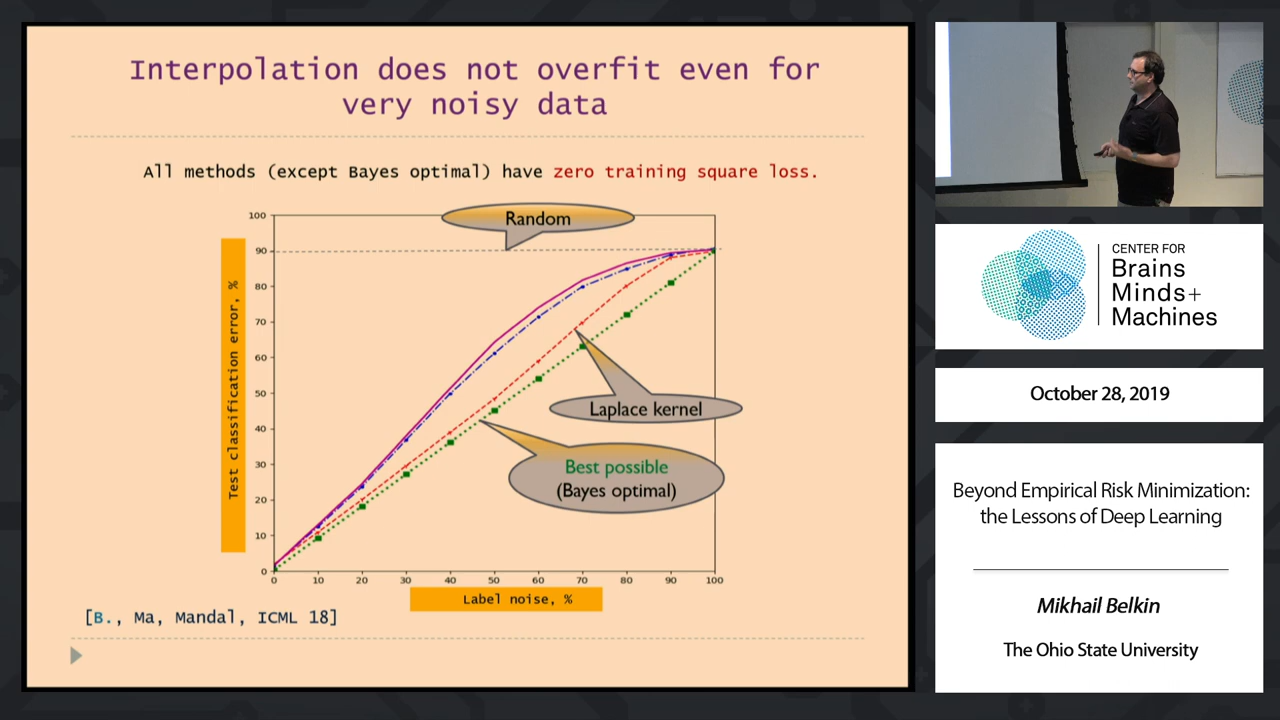 Interpolation does not overfit even for
very noisy data
All methods (except Bayes optimal) have zero training square loss.
Random
Laplace kernel
Best possible
(Bayes optimal)
Test classification error, %
100
90
80
70
60
50
40
30
20
10
0
0 10 20 30 40 50 60 70 80 90 100
Label noise, %
[B., Ma, Mandal, ICML 18]
CENTER FOR
Brains
Minds+
Machines
October 28, 2019
Beyond Empirical Risk Minimization:
the Lessons of Deep Learning
Mikhail Belkin
The Ohio State University